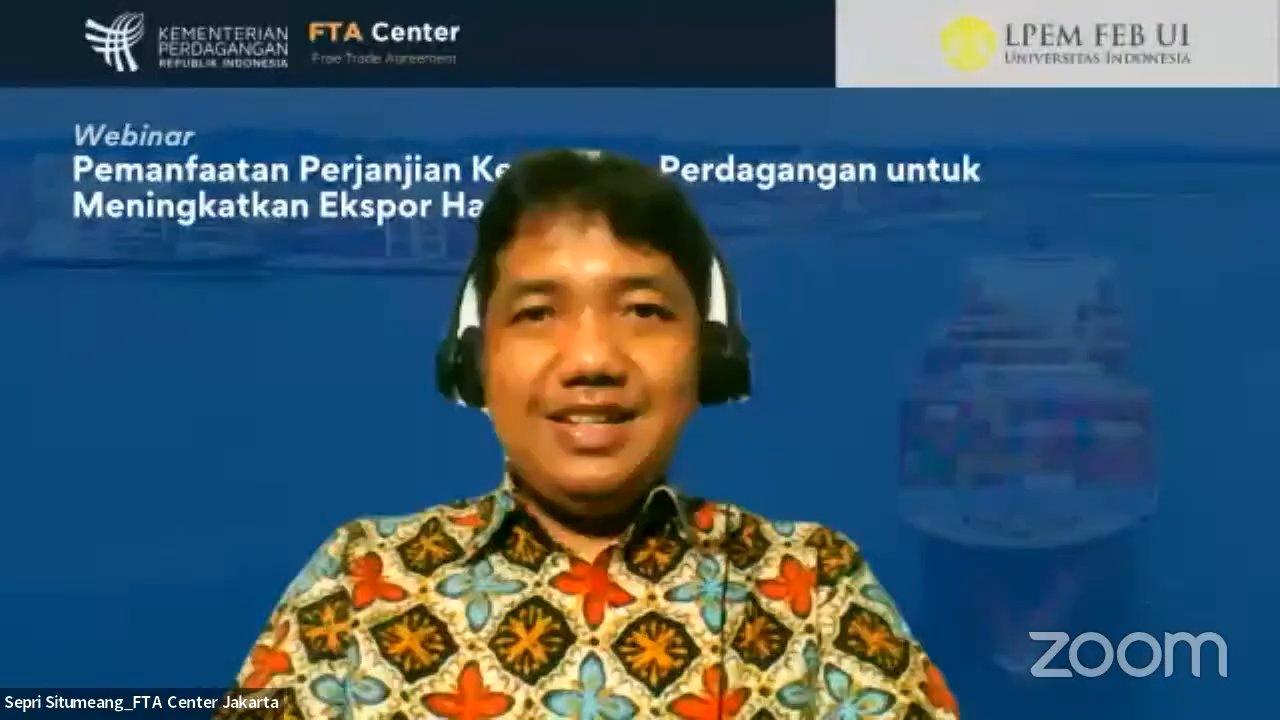 KEMENTERIAN
PERDAGANGAN
REPUBLIK INDONESIA
FTA Center
Free Trade Agreement
LPEM FEB UI
UNIVERSITAS INDONESIA
Webinar
Pemanfaatan Perjanjian Ke Perdagangan untuk
Meningkatkan Ekspor Ha
Sepri Situmeang_FTA Center Jakarta
zoom